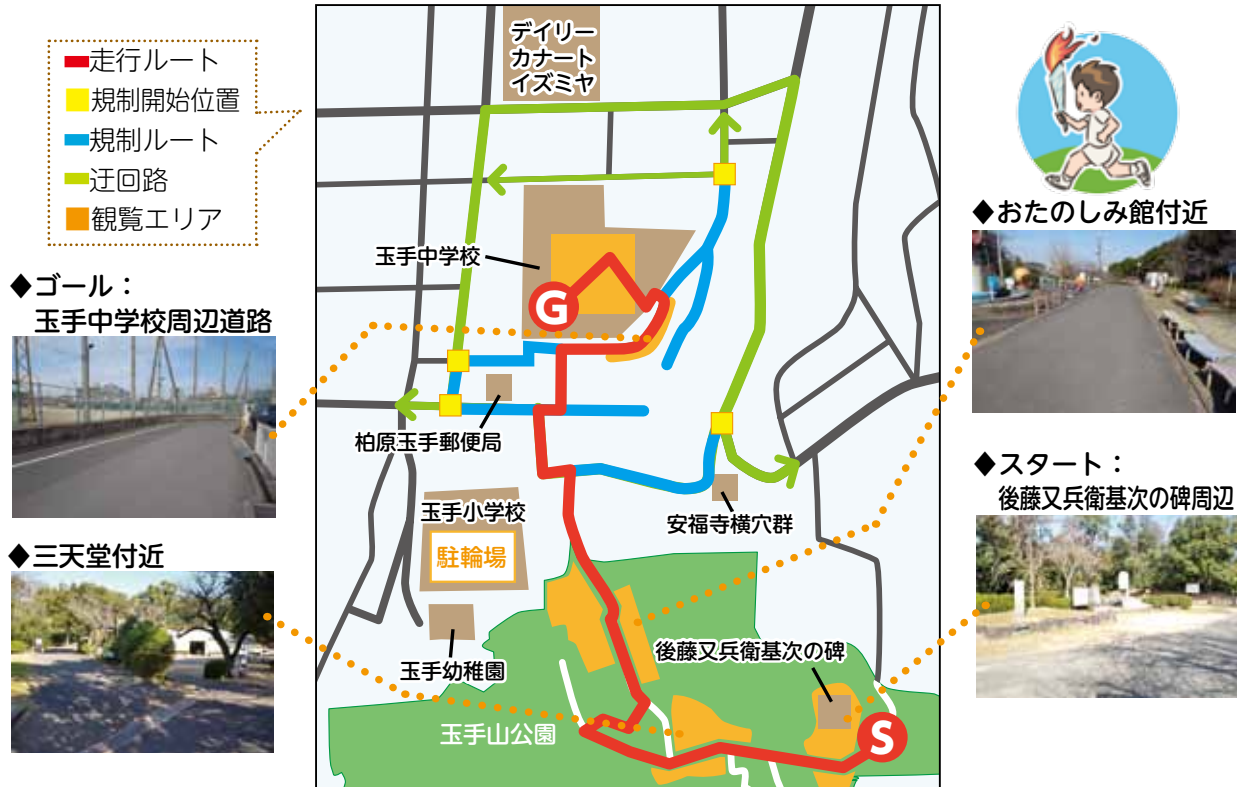 走行ルート
規制開始位置
規制ルート
迂回路
観覧エリア
◆ゴール：
玉手中学校周辺道路
◆三天堂付近
デイリー
カナート
イズミヤ
玉手中学校
G
柏原玉手郵便局
玉手小学校
駐輪場
安福寺横穴群
玉手幼稚園
後藤又兵衛基次の碑
玉手山公園
S
◆おたのしみ館付近
◆スタート：
後藤又兵衛基次の碑周辺